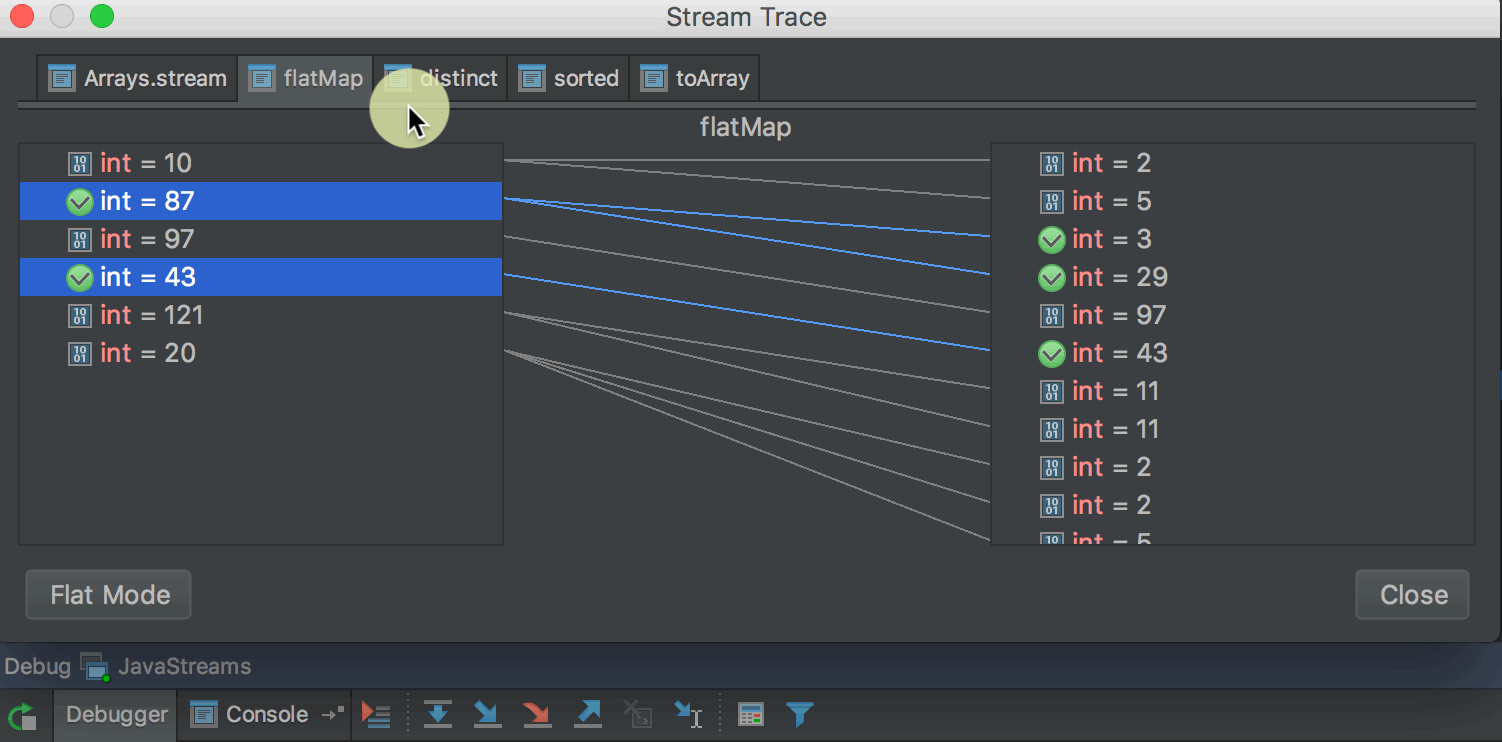 Stream Trace
Arrays.stream flatMap distinct sorted toArray
flatMap
int = 10
int = 87
int = 97
int = 43
int = 121
int = 20
int = 2
int = 5
int = 3
int = 29
int = 97
int = 43
int = 11
int = 11
int = 2
int = 2
int = 5
Flat Mode
Close
Debug JavaStreams
Debugger Console